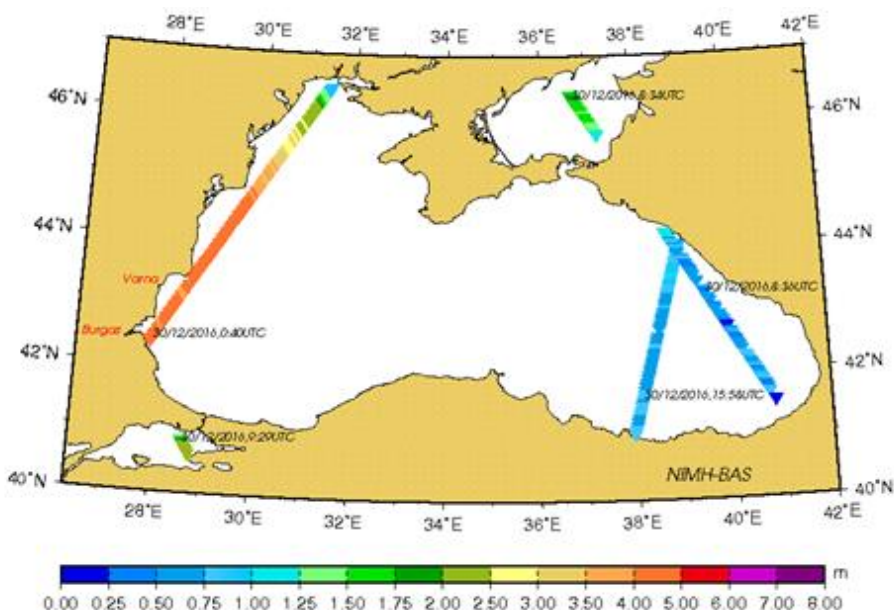 28°E 30°E 32°E 34°E 36°E 38°E 40°E 42°E
46°N 30/12/2016,8:34UTC 46°N
44°N 44°N
Varna 30/12/2016,8:36UTC
Burgas 30/12/2016,0:40UTC
42°N 42°N
30/12/2016,15:58UTC
30/12/2016,9:29UTC
40°N NIMH-BAS 40°N
28°E 30°E 32°E 34°E 36°E 38°E 40°E 42°E
m
0.00 0.25 0.50 0.75 1.00 1.25 1.50 1.75 2.00 2.50 3.00 3.50 4.00 5.00 6.00 7.00 8.00